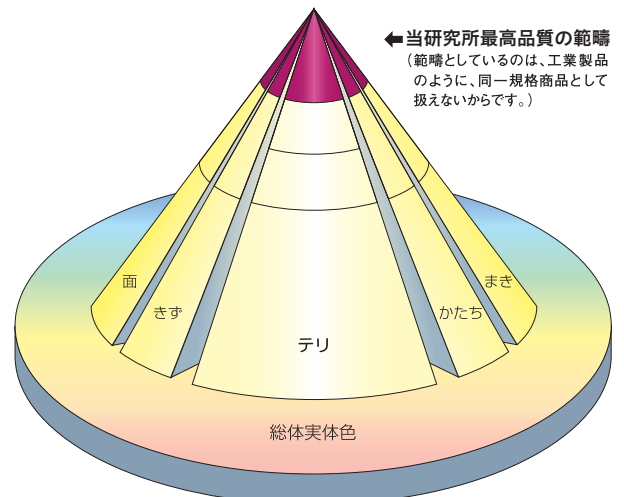 ←当研究所最高品質の範疇
（範疇としているのは、工業製品
のように、同一規格商品として
扱えないからです。）
面
まき
きず
かたち
テリ
総体実体色